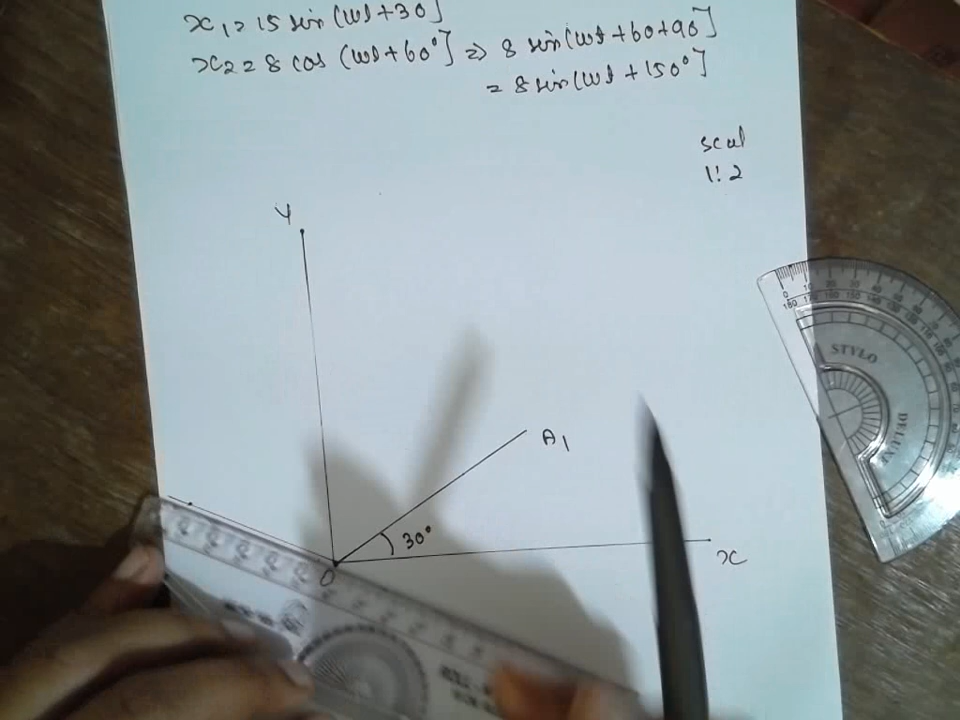 x₁ = 15 sin (ωt+30]
x₂ = 8 cos (ωt+60°] ⇒ 8 sin(ωt+60+90°]
= 8 sin(ωt+150°]
scal
1:2
Y
A₁
30°
x
O
STYLO
DELUXE